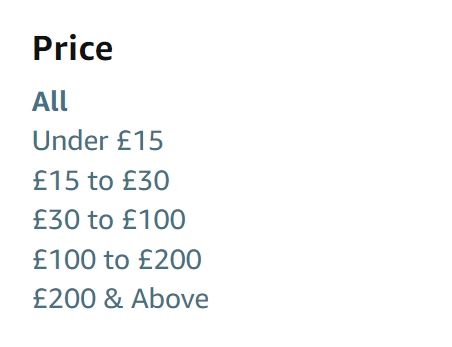 Price
All
Under £15
£15 to £30
£30 to £100
£100 to £200
£200 & Above